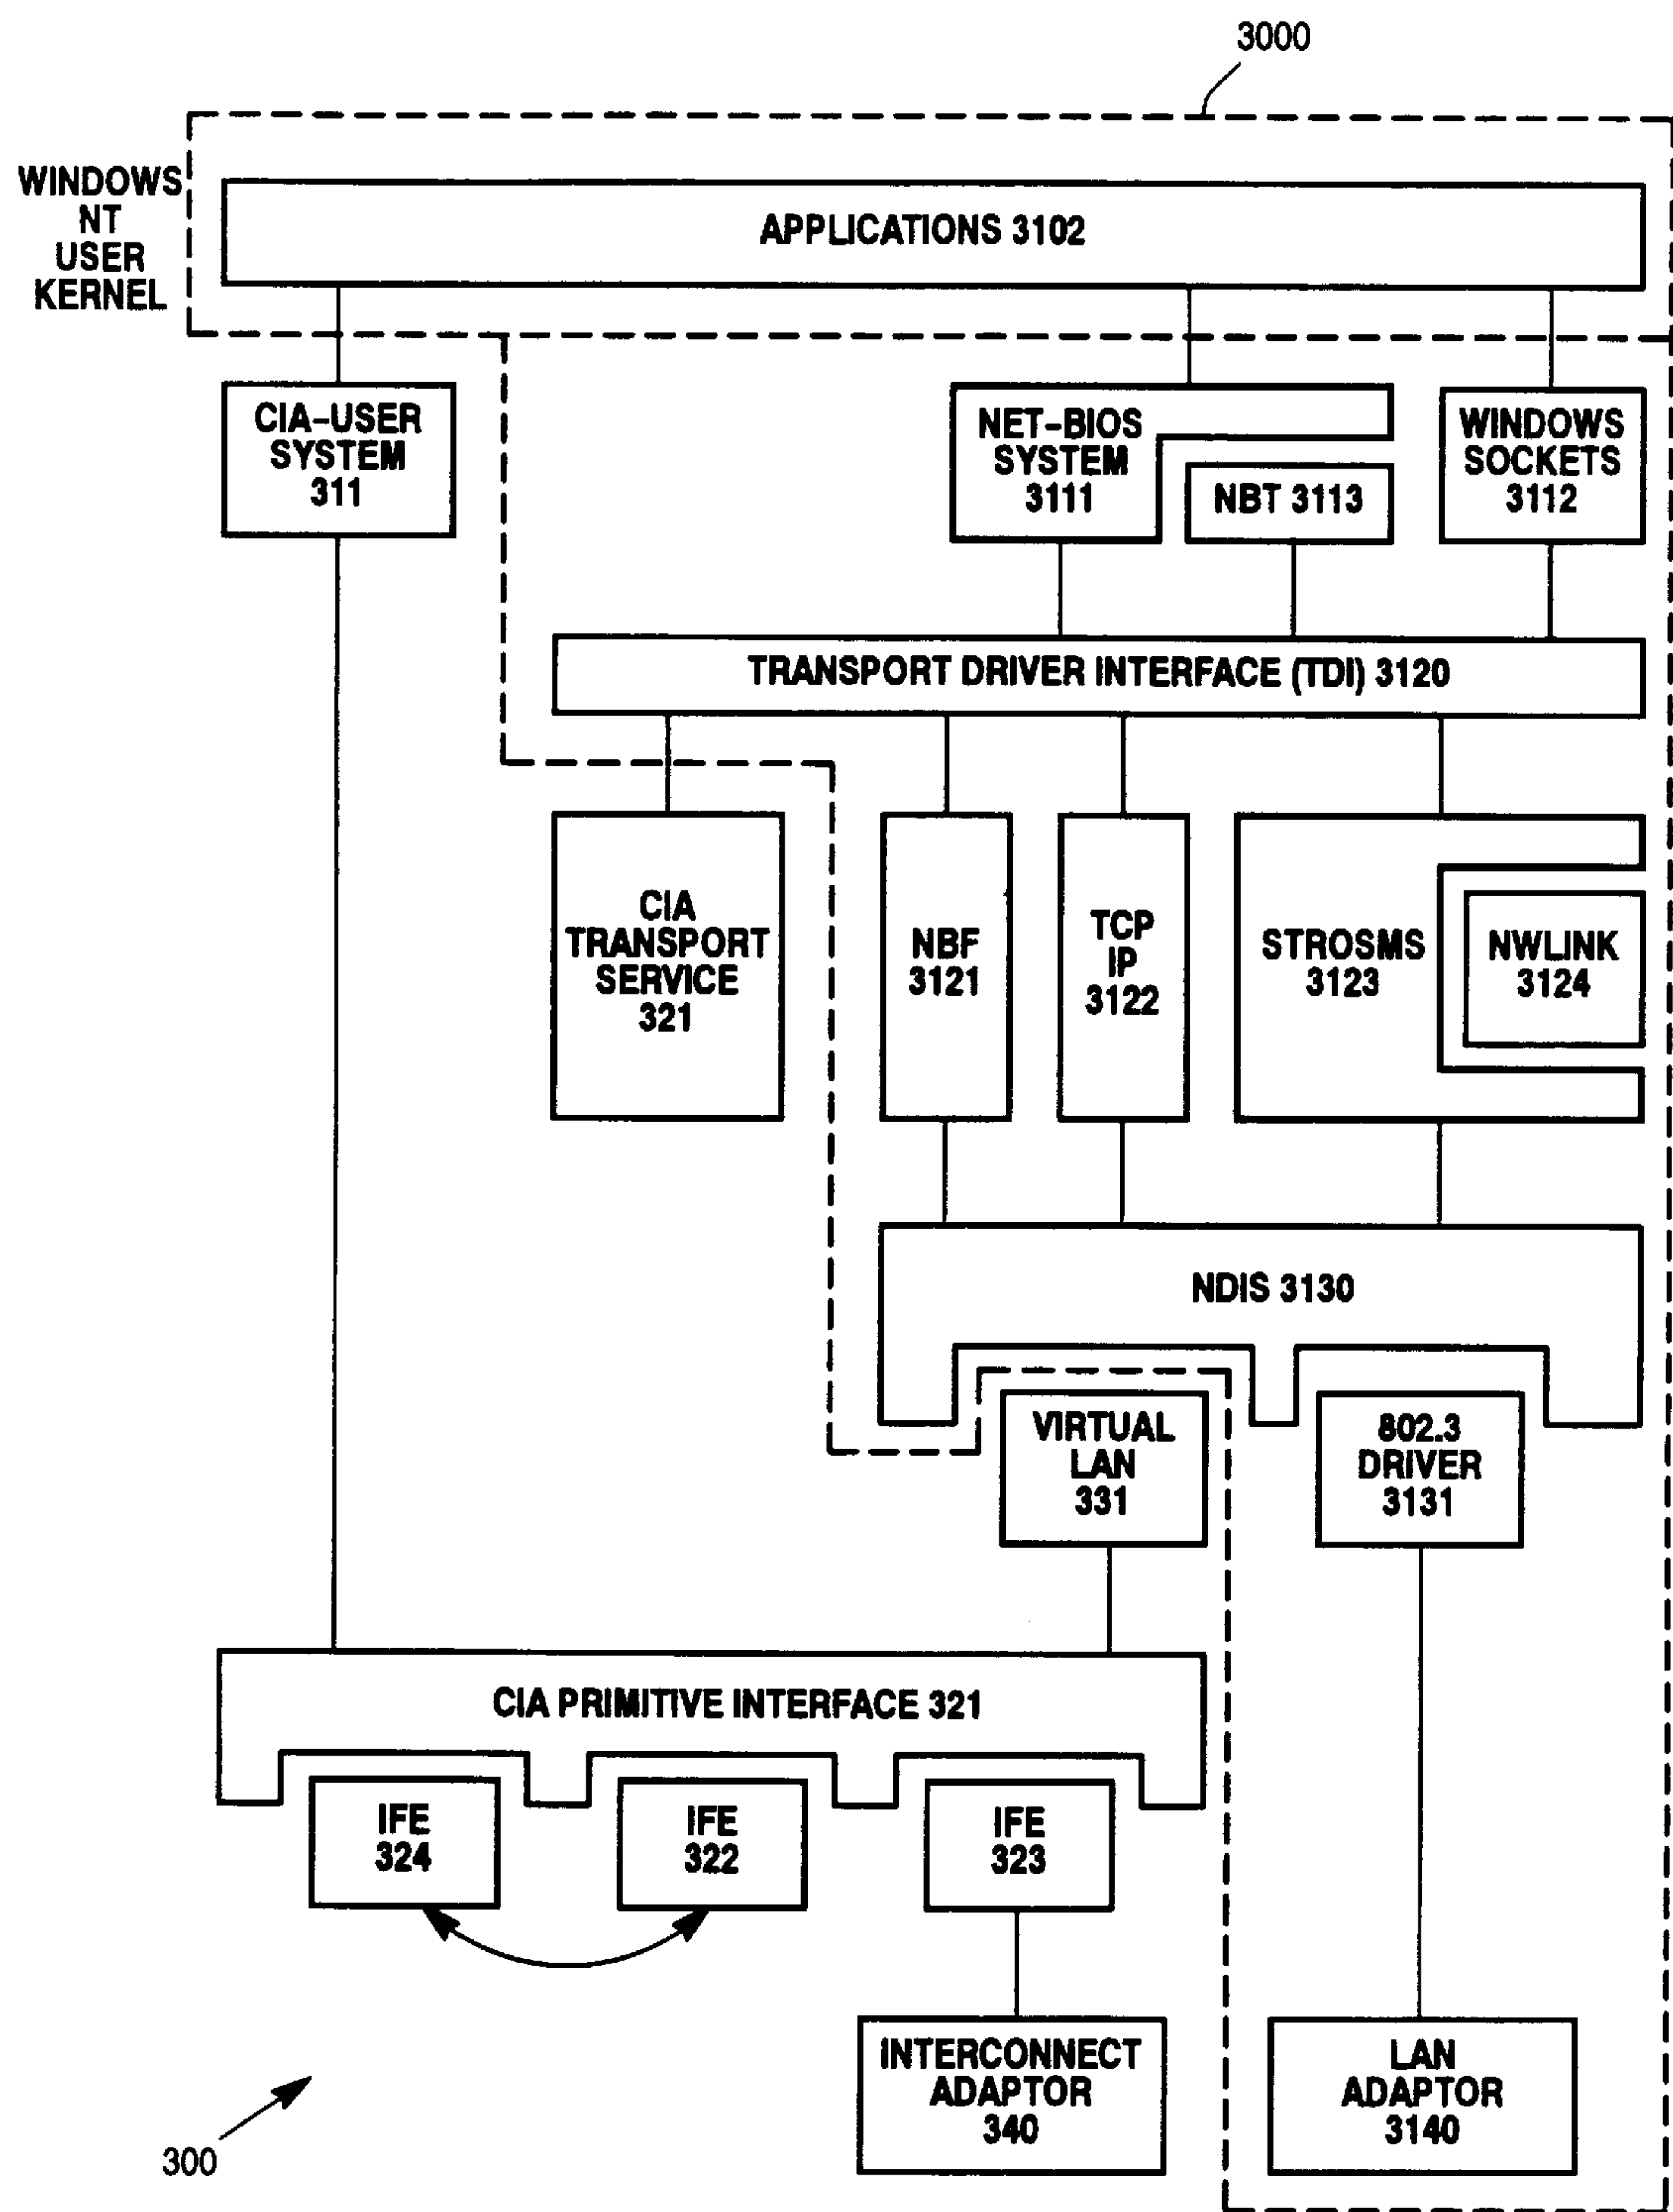 3000
WINDOWS
NT
USER
KERNEL
APPLICATIONS 3102
CIA-USER
SYSTEM
311
NET-BIOS
SYSTEM
3111
NBT 3113
WINDOWS
SOCKETS
3112
TRANSPORT DRIVER INTERFACE (TDI) 3120
CIA
TRANSPORT
SERVICE
321
NBF
3121
TCP
IP
3122
STROSMS
3123
NWLINK
3124
NDIS 3130
VIRTUAL
LAN
331
802.3
DRIVER
3131
CIA PRIMITIVE INTERFACE 321
IFE
324
IFE
322
IFE
323
INTERCONNECT
ADAPTOR
340
LAN
ADAPTOR
3140
300